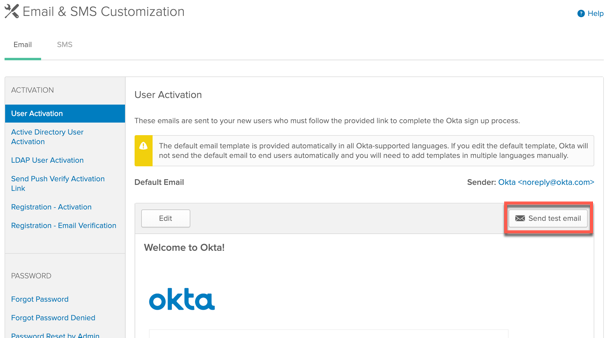 Email & SMS Customization
Help
Email
SMS
ACTIVATION
User Activation
Active Directory User
Activation
LDAP User Activation
Send Push Verify Activation
Link
Registration - Activation
Registration - Email Verification
PASSWORD
Forgot Password
Forgot Password Denied
Password Reset by Admin
User Activation
These emails are sent to your new users who must follow the provided link to complete the Okta sign up process.
The default email template is provided automatically in all Okta-supported languages. If you edit the default template, Okta will
not send the default email to end users automatically and you will need to add templates in multiple languages manually.
Default Email
Sender: Okta <noreply@okta.com>
Edit
Send test email
Welcome to Okta!
okta